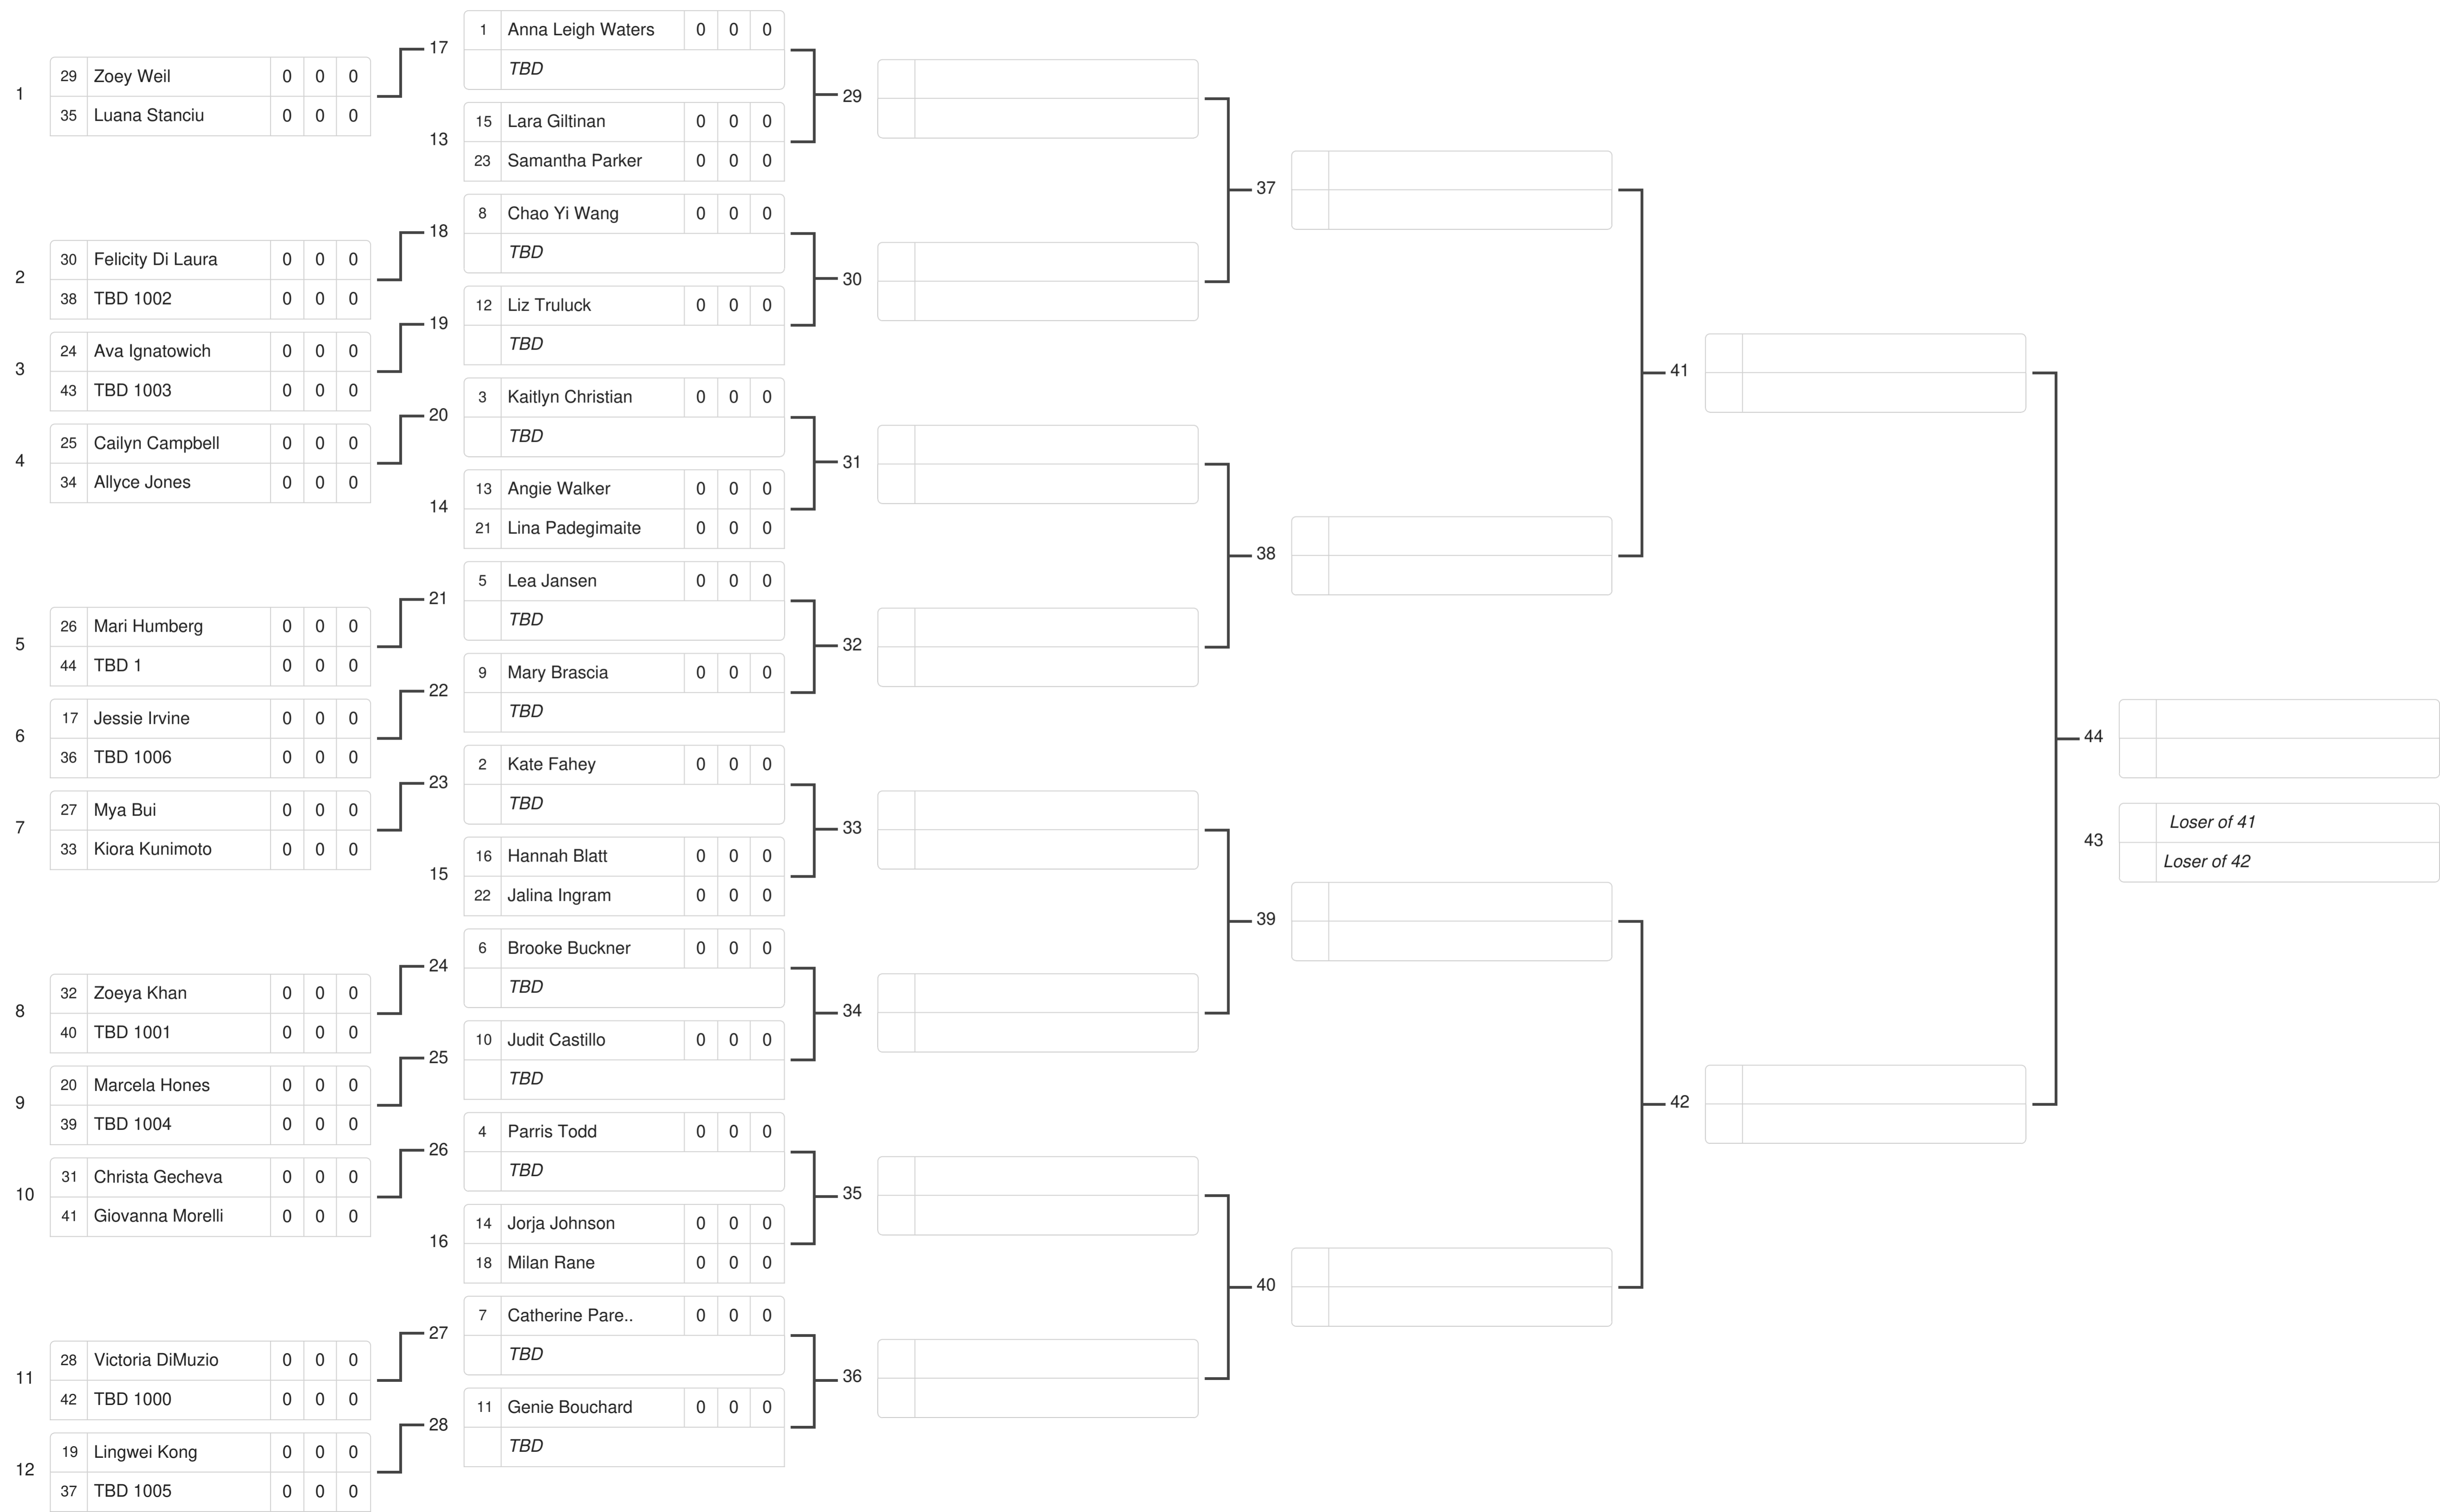 1
29 Zoey Weil 0 0 0
35 Luana Stanciu 0 0 0
2
30 Felicity Di Laura 0 0 0
38 TBD 1002 0 0 0
3
24 Ava Ignatowich 0 0 0
43 TBD 1003 0 0 0
4
25 Cailyn Campbell 0 0 0
34 Allyce Jones 0 0 0
5
26 Mari Humberg 0 0 0
44 TBD 1 0 0 0
6
17 Jessie Irvine 0 0 0
36 TBD 1006 0 0 0
7
27 Mya Bui 0 0 0
33 Kiora Kunimoto 0 0 0
8
32 Zoeya Khan 0 0 0
40 TBD 1001 0 0 0
9
20 Marcela Hones 0 0 0
39 TBD 1004 0 0 0
10
31 Christa Gecheva 0 0 0
41 Giovanna Morelli 0 0 0
11
28 Victoria DiMuzio 0 0 0
42 TBD 1000 0 0 0
12
19 Lingwei Kong 0 0 0
37 TBD 1005 0 0 0
17
1 Anna Leigh Waters 0 0 0
TBD
13
15 Lara Giltinan 0 0 0
23 Samantha Parker 0 0 0
18
8 Chao Yi Wang 0 0 0
TBD
19
12 Liz Truluck 0 0 0
TBD
20
3 Kaitlyn Christian 0 0 0
TBD
14
13 Angie Walker 0 0 0
21 Lina Padegimaite 0 0 0
21
5 Lea Jansen 0 0 0
TBD
22
9 Mary Brascia 0 0 0
TBD
23
2 Kate Fahey 0 0 0
TBD
15
16 Hannah Blatt 0 0 0
22 Jalina Ingram 0 0 0
24
6 Brooke Buckner 0 0 0
TBD
25
10 Judit Castillo 0 0 0
TBD
26
4 Parris Todd 0 0 0
TBD
16
14 Jorja Johnson 0 0 0
18 Milan Rane 0 0 0
27
7 Catherine Pare.. 0 0 0
TBD
28
11 Genie Bouchard 0 0 0
TBD
29
30
31
32
33
34
35
36
37
38
39
40
41
42
44
43
Loser of 41
Loser of 42